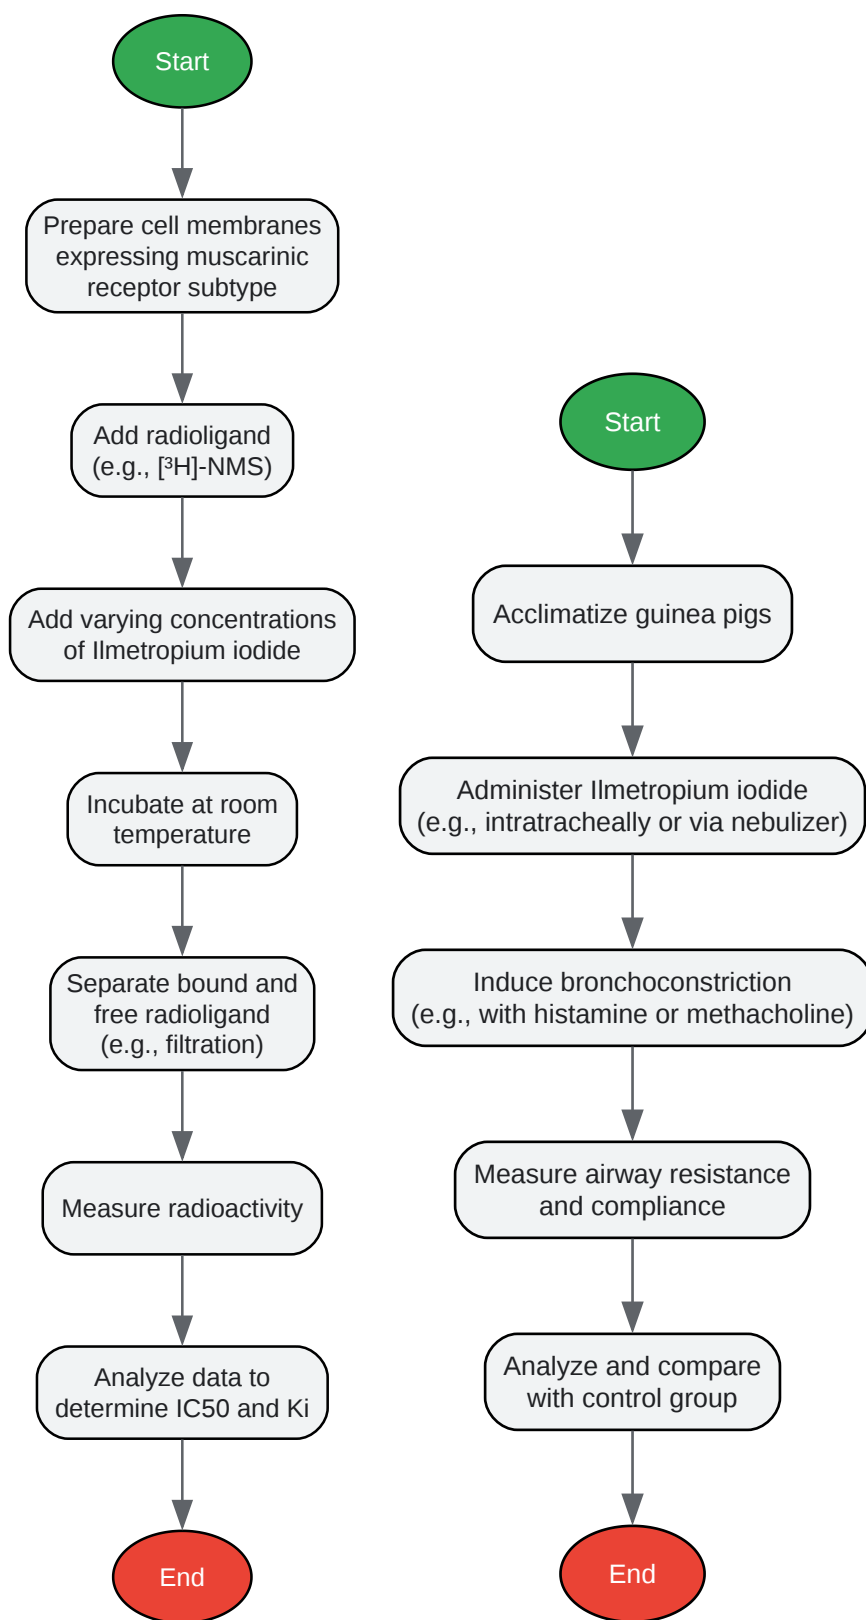 Start
Prepare cell membranes
expressing muscarinic
receptor subtype
Add radioligand
(e.g., [³H]-NMS)
Add varying concentrations
of Ilmetropium iodide
Incubate at room
temperature
Separate bound and
free radioligand
(e.g., filtration)
Measure radioactivity
Analyze data to
determine IC50 and Ki
End
Start
Acclimatize guinea pigs
Administer Ilmetropium iodide
(e.g., intratracheally or via nebulizer)
Induce bronchoconstriction
(e.g., with histamine or methacholine)
Measure airway resistance
and compliance
Analyze and compare
with control group
End